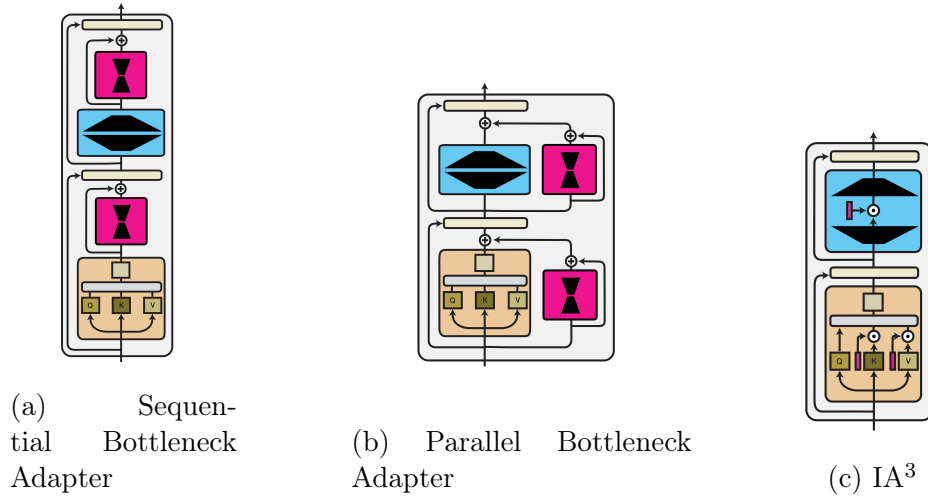 Q K V
Q K V
Q K V
(a) Sequen-
tial Bottleneck
Adapter
(b) Parallel Bottleneck
Adapter
(c) IA³